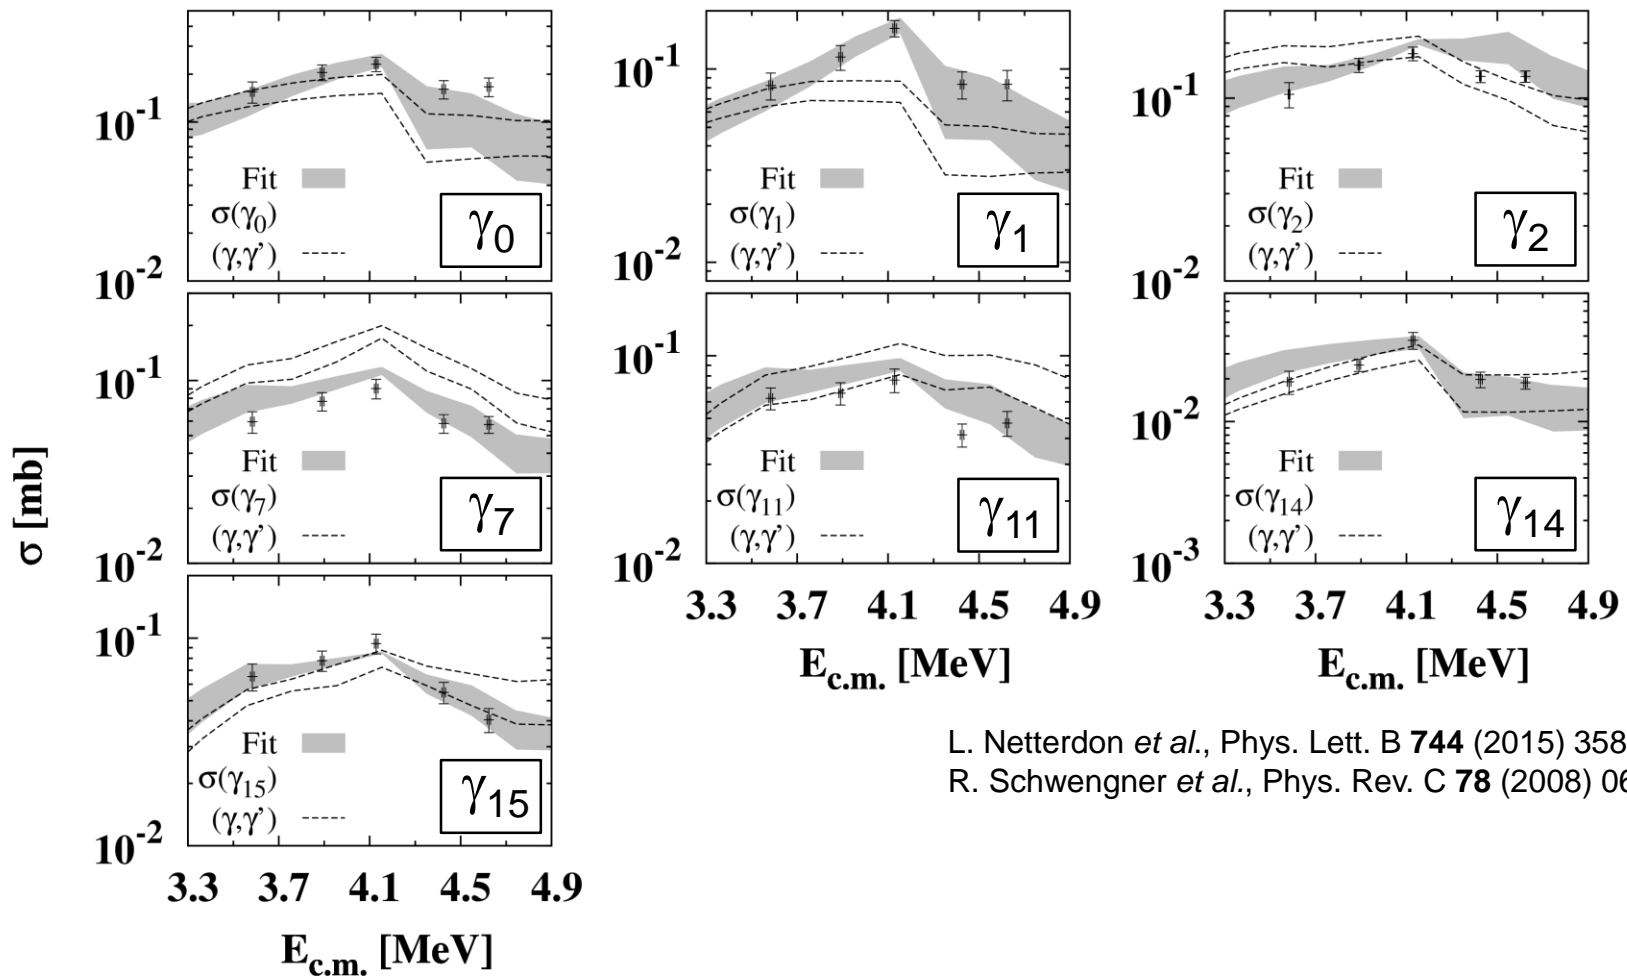 10⁻¹
10⁻²
Fit
σ(γ₀)
(γ,γ')
γ₀
10⁻¹
10⁻²
Fit
σ(γ₁)
(γ,γ')
γ₁
10⁻¹
10⁻²
Fit
σ(γ₂)
(γ,γ')
γ₂
σ [mb]
10⁻¹
10⁻²
Fit
σ(γ₇)
(γ,γ')
γ₇
10⁻¹
10⁻²
Fit
σ(γ₁₁)
(γ,γ')
γ₁₁
3.3 3.7 4.1 4.5 4.9
E_c.m. [MeV]
10⁻²
10⁻³
Fit
σ(γ₁₄)
(γ,γ')
γ₁₄
3.3 3.7 4.1 4.5 4.9
E_c.m. [MeV]
10⁻¹
10⁻²
Fit
σ(γ₁₅)
(γ,γ')
γ₁₅
3.3 3.7 4.1 4.5 4.9
E_c.m. [MeV]
L. Netterdon et al., Phys. Lett. B 744 (2015) 358
R. Schwengner et al., Phys. Rev. C 78 (2008) 06